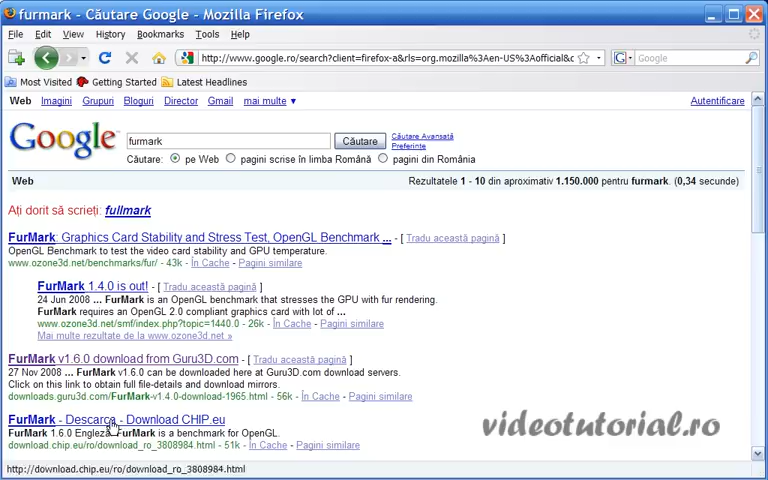 furmark - Căutare Google - Mozilla Firefox
File Edit View History Bookmarks Tools Help
http://www.google.ro/search?client=firefox-a&rls=org.mozilla%3Aen-US%3Aofficial&c
Google
Most Visited Getting Started Latest Headlines
Web Imagini Grupuri Bloguri Director Gmail mai multe ▼ Autentificare
Google
furmark
Căutare
Căutare Avansată
Preferinţe
Căutare: pe Web pagini scrise în limba Română pagini din România
Web Rezultatele 1 - 10 din aproximativ 1.150.000 pentru furmark. (0,34 secunde)
Aţi dorit să scrieţi: fullmark
FurMark: Graphics Card Stability and Stress Test, OpenGL Benchmark ... - [ Tradu această pagină ]
OpenGL Benchmark to test the video card stability and GPU temperature.
www.ozone3d.net/benchmarks/fur/ - 43k - În Cache - Pagini similare
FurMark 1.4.0 is out! - [ Tradu această pagină ]
24 Jun 2008 ... FurMark is an OpenGL benchmark that stresses the GPU with fur rendering.
FurMark requires an OpenGL 2.0 compliant graphics card with lot of ...
www.ozone3d.net/smf/index.php?topic=1440.0 - 26k - În Cache - Pagini similare
Mai multe rezultate de la www.ozone3d.net »
FurMark v1.6.0 download from Guru3D.com - [ Tradu această pagină ]
27 Nov 2008 ... FurMark v1.6.0 can be downloaded here at Guru3D.com download servers.
Click on this link to obtain full file-details and download mirrors.
downloads.guru3d.com/FurMark-v1.4.0-download-1965.html - 56k - În Cache - Pagini similare
FurMark - Descarca - Download CHIP.eu
FurMark 1.6.0 Engleza. FurMark is a benchmark for OpenGL.
download.chip.eu/ro/download_ro_3808984.html - 51k - În Cache - Pagini similare
videotutorial.ro
http://download.chip.eu/ro/download_ro_3808984.html